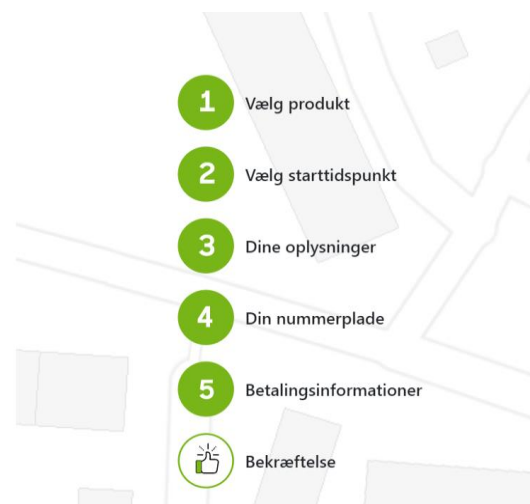 1 Vælg produkt
2 Vælg starttidspunkt
3 Dine oplysninger
4 Din nummerplade
5 Betalingsinformationer
Bekræftelse